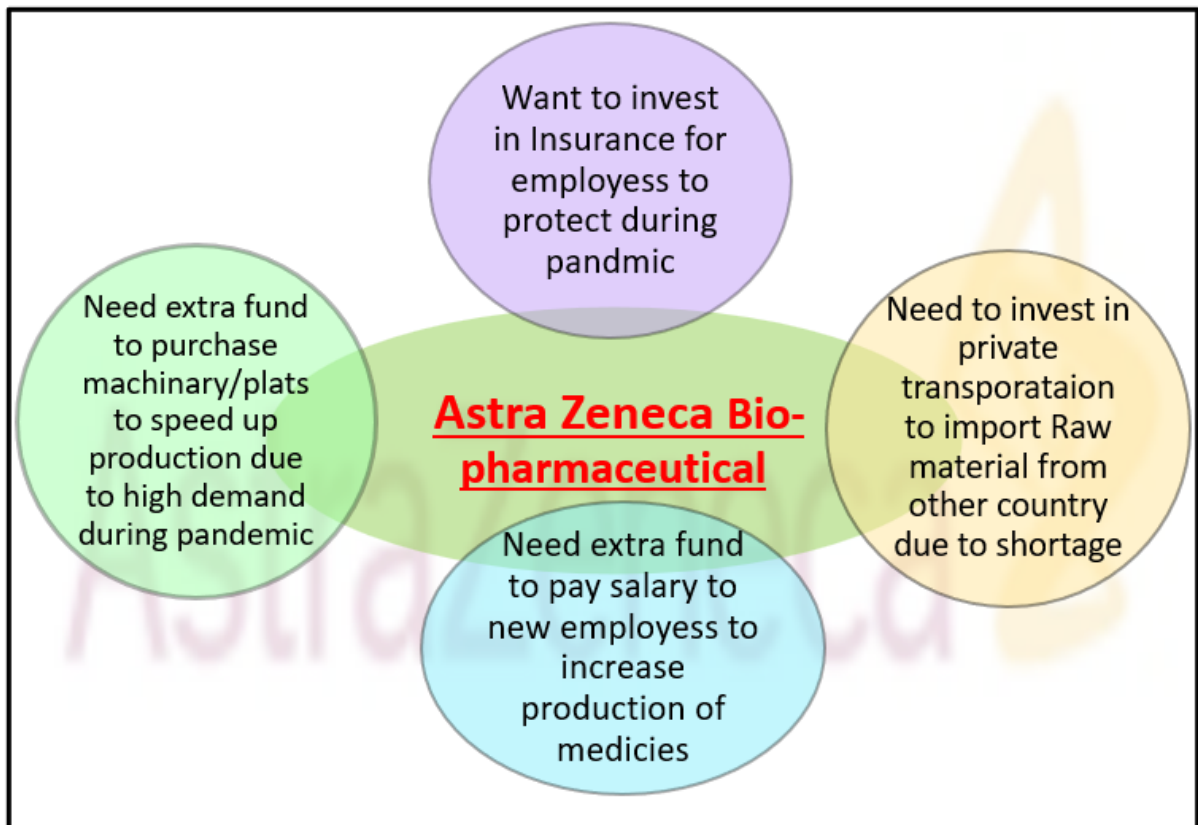 Want to invest
in Insurance for
employess to
protect during
pandmic
Need extra fund
to purchase
machinary/plats
to speed up
production due
to high demand
during pandemic
Astra Zeneca Bio-
pharmaceutical
Need to invest in
private
transporataion
to import Raw
material from
other country
due to shortage
Need extra fund
to pay salary to
new employess to
increase
production of
medicies
AstraZeneca